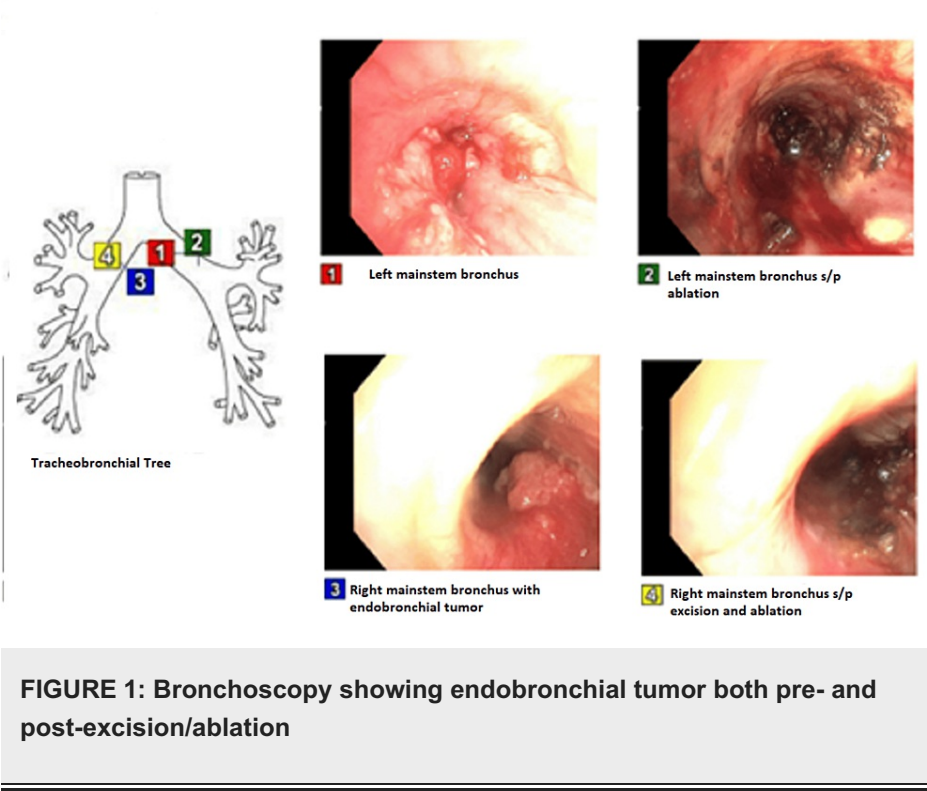 4
1
2
3
Tracheobronchial Tree
1 Left mainstem bronchus
2 Left mainstem bronchus s/p
ablation
3 Right mainstem bronchus with
endobronchial tumor
4 Right mainstem bronchus s/p
excision and ablation
FIGURE 1: Bronchoscopy showing endobronchial tumor both pre- and
post-excision/ablation